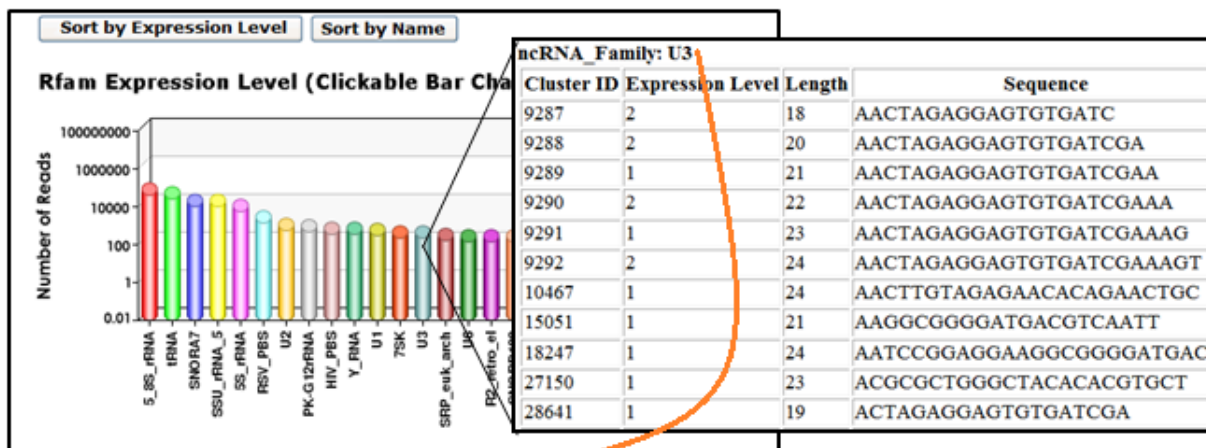 Sort by Expression Level Sort by Name
Rfam Expression Level (Clickable Bar Cha
Number of Reads
100000000
1000000
10000
100
1
0.01
5_8S_rRNA
tRNA
SNORA7
SSU_rRNA_5
5S_rRNA
RSV_PBS
U2
PK-G12rRNA
HIV_PBS
Y_RNA
U1
7SK
U3
SRP_euk_arch
U6
R2_retro_el
ncRNA_Family: U3
Cluster ID Expression Level Length Sequence
9287 2 18 AACTAGAGGAGTGTGATC
9288 2 20 AACTAGAGGAGTGTGATCGA
9289 1 21 AACTAGAGGAGTGTGATCGAA
9290 2 22 AACTAGAGGAGTGTGATCGAAA
9291 1 23 AACTAGAGGAGTGTGATCGAAAG
9292 2 24 AACTAGAGGAGTGTGATCGAAAGT
10467 1 24 AACTTGTAGAGAACACAGAACTGC
15051 1 21 AAGGCGGGGATGACGTCAATT
18247 1 24 AATCCGGAGGAAGGCGGGGATGAC
27150 1 23 ACGCGCTGGGCTACACACGTGCT
28641 1 19 ACTAGAGGAGTGTGATCGA